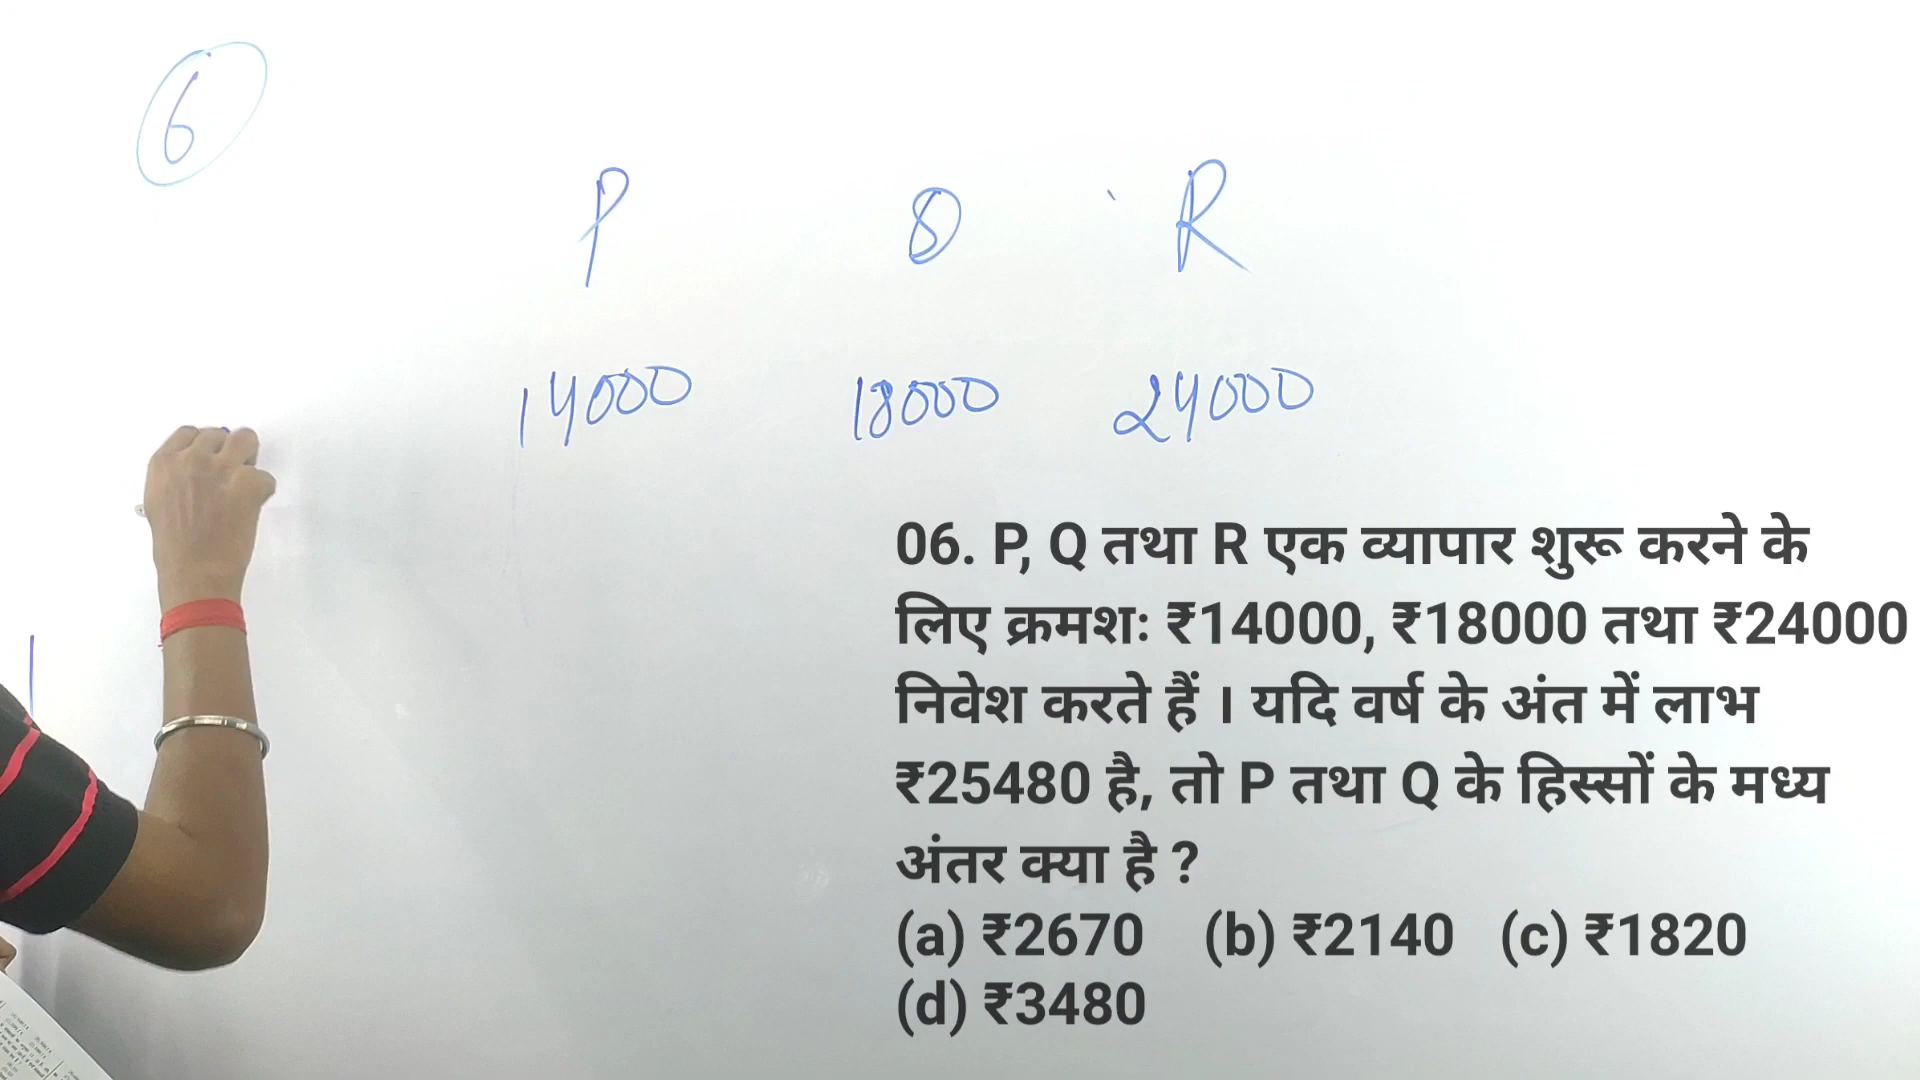 6
P Q R
14000 18000 24000
06. P, Q तथा R एक व्यापार शुरू करने के
लिए क्रमशः ₹14000, ₹18000 तथा ₹24000
निवेश करते हैं । यदि वर्ष के अंत में लाभ
₹25480 है, तो P तथा Q के हिस्सों के मध्य
अंतर क्या है ?
(a) ₹2670 (b) ₹2140 (c) ₹1820
(d) ₹3480